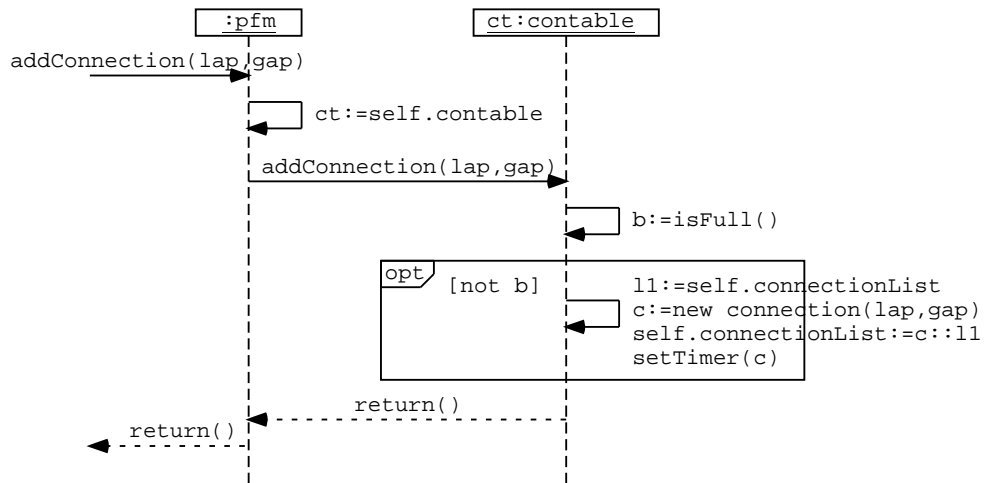 :pfm
ct:contable
addConnection(lap,gap)
ct:=self.contable
addConnection(lap,gap)
b:=isFull()
opt
[not b]
l1:=self.connectionList
c:=new connection(lap,gap)
self.connectionList:=c::l1
setTimer(c)
return()
return()